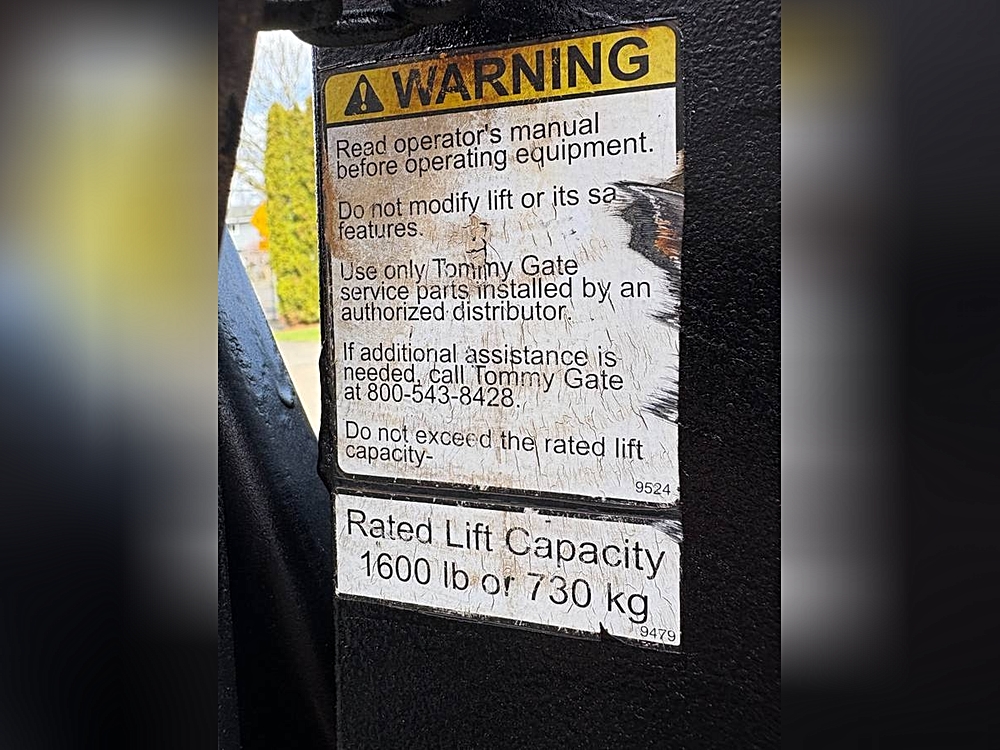 WARNING
Read operator's manual
before operating equipment.
Do not modify lift or its
features.
Use only Tommy Gate
service parts installed by an
authorized distributor.
If additional assistance is
needed, call Tommy Gate
at 800-543-8428.
Do not exceed the rated lift
capacity-
9524
Rated Lift Capacity
1600 lb or 730 kg
9479